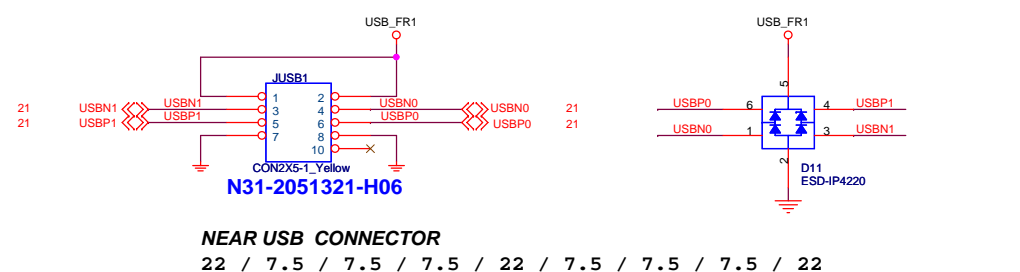 USB_FR1
USB_FR1
JUSB1
1 2
21 USBN1 USBN1 3 4 USBN0 USBN0 21
21 USBP1 USBP1 5 6 USBP0 USBP0 21
7 8
10
CON2X5-1_Yellow
N31-2051321-H06
5
USBP0 6 4 USBP1
USBN0 1 3 USBN1
2
D11
ESD-IP4220
NEAR USB CONNECTOR
22 / 7.5 / 7.5 / 7.5 / 22 / 7.5 / 7.5 / 7.5 / 22